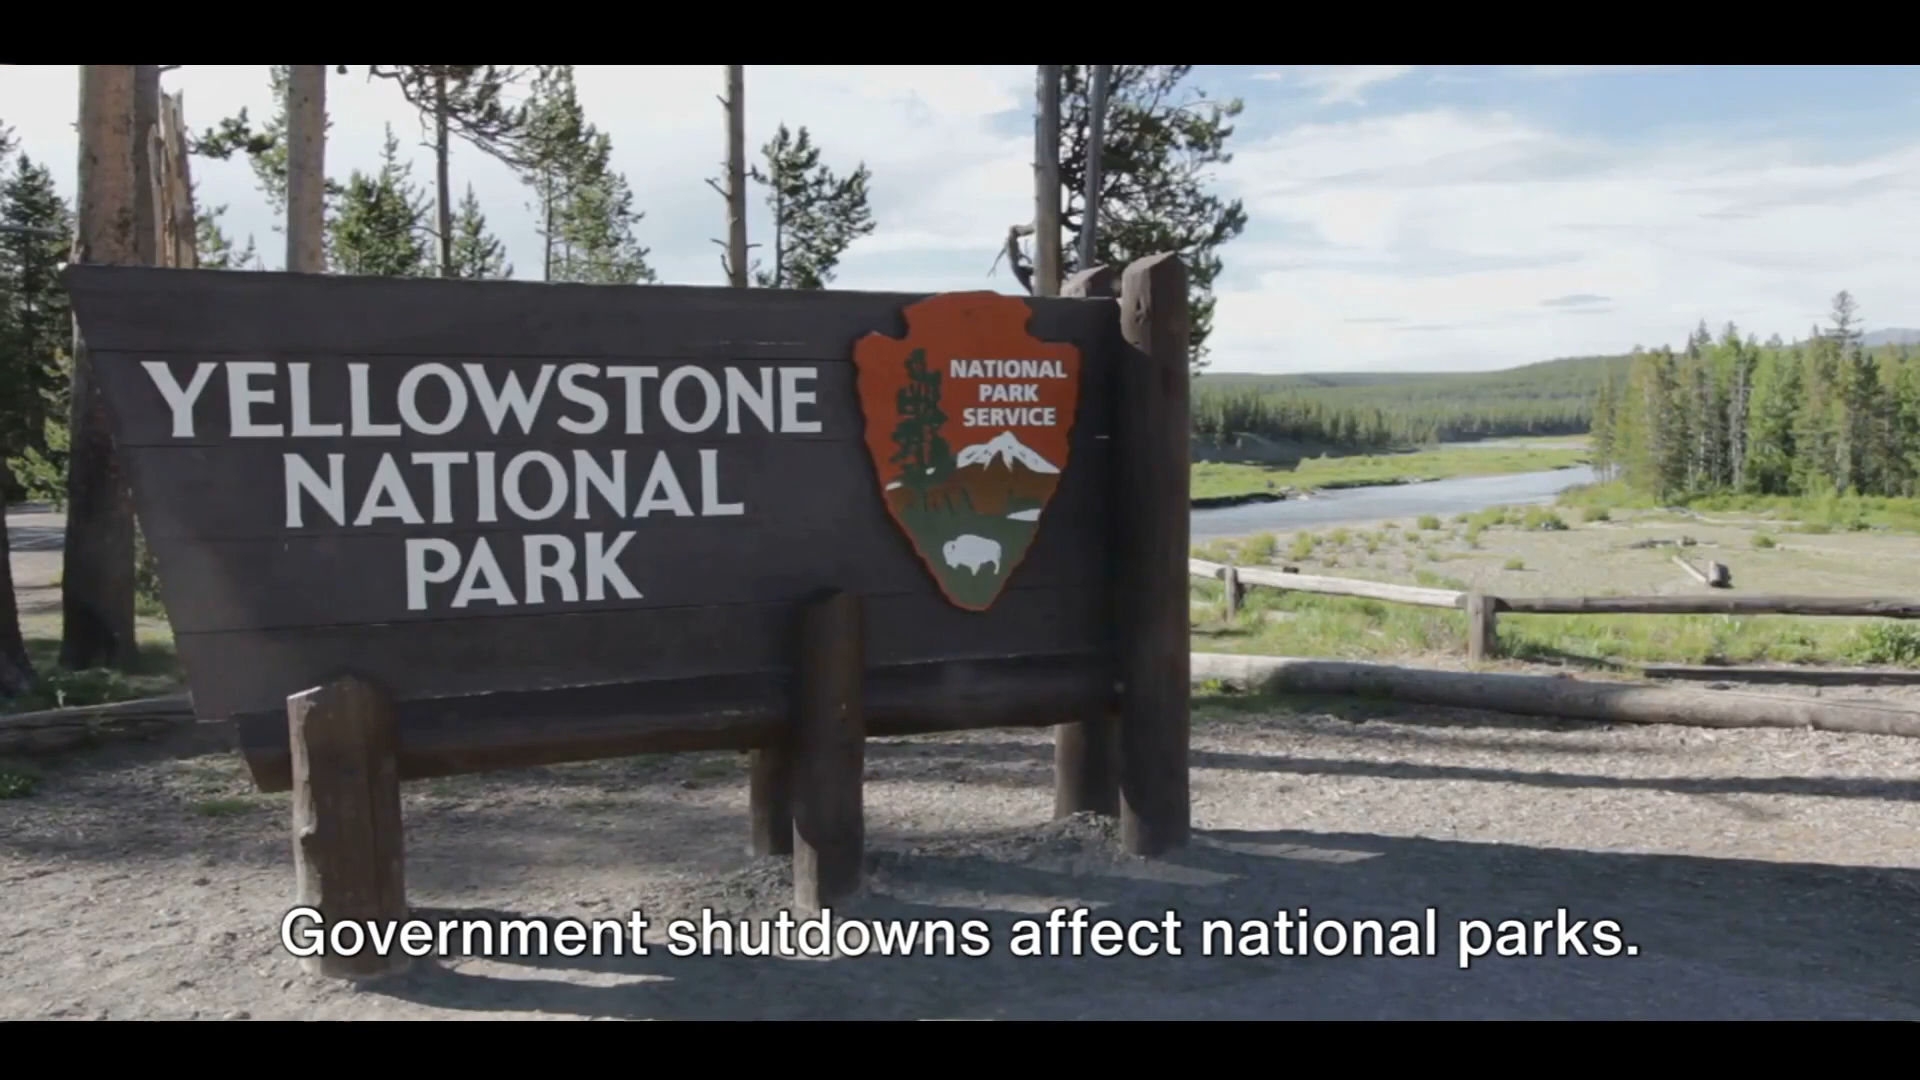 YELLOWSTONE
NATIONAL
PARK
NATIONAL
PARK
SERVICE
Government shutdowns affect national parks.